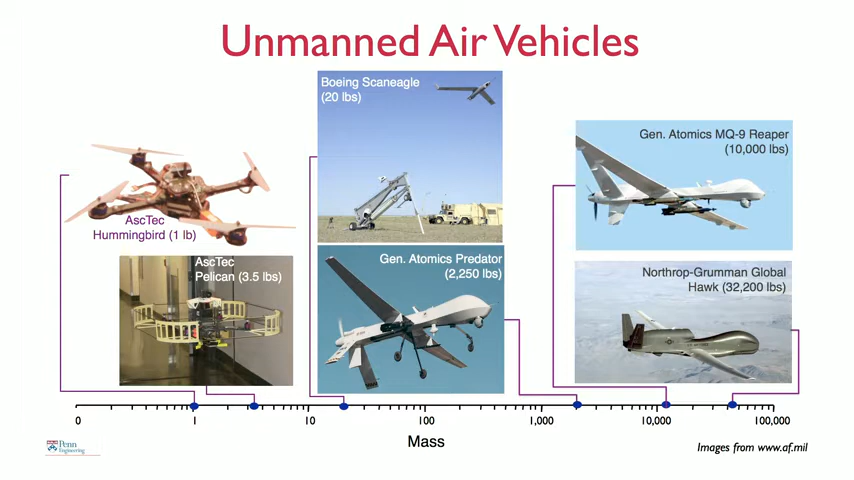 Unmanned Air Vehicles
Boeing Scaneagle
(20 lbs)
Gen. Atomics MQ-9 Reaper
(10,000 lbs)
AscTec
Hummingbird (1 lb)
AscTec
Pelican (3.5 lbs)
Gen. Atomics Predator
(2,250 lbs)
Northrop-Grumman Global
Hawk (32,200 lbs)
0 1 10 100 1,000 10,000 100,000
Mass
Penn
Engineering
Images from www.af.mil